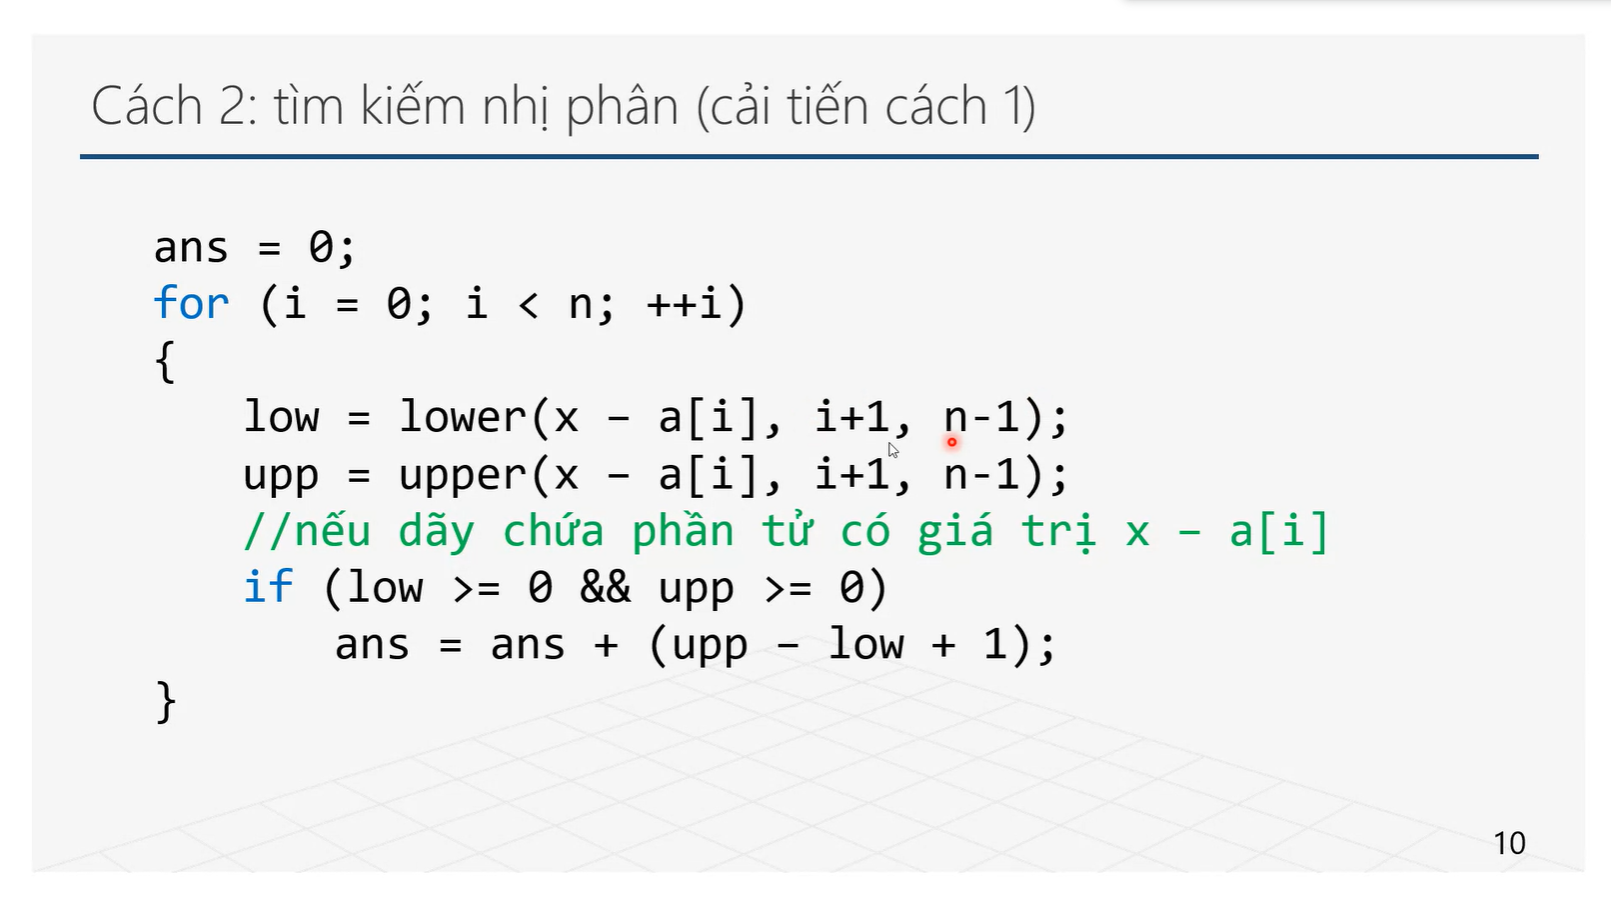 Cách 2: tìm kiếm nhị phân (cải tiến cách 1)
ans = 0;
for (i = 0; i < n; ++i)
{
low = lower(x – a[i], i+1, n-1);
upp = upper(x – a[i], i+1, n-1);
//nếu dãy chứa phần tử có giá trị x – a[i]
if (low >= 0 && upp >= 0)
ans = ans + (upp – low + 1);
}
10